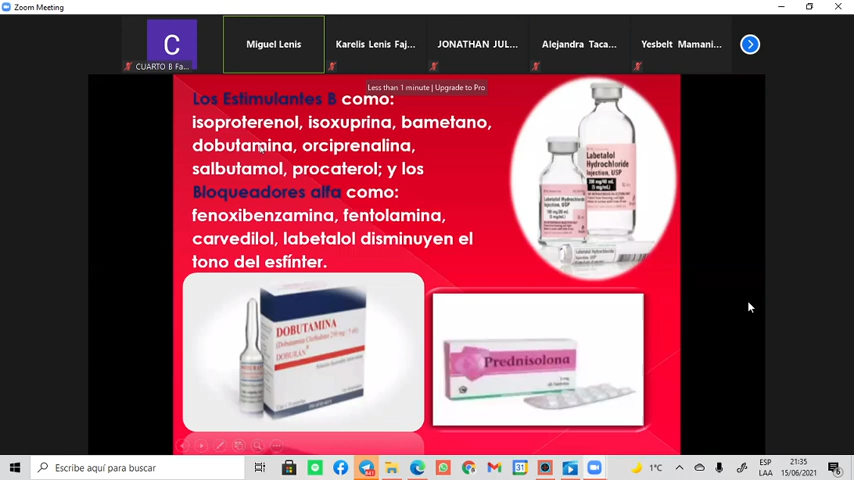 Zoom Meeting
C
CUARTO B Fa...
Miguel Lenis
Karelis Lenis Faj...
JONATHAN JUL...
Alejandra Taca...
Yesbelt Mamani...
Less than 1 minute | Upgrade to Pro
Los Estimulantes B como:
isoproterenol, isoxuprina, bametano,
dobutamina, orciprenalina,
salbutamol, procaterol; y los
Bloqueadores alfa como:
fenoxibenzamina, fentolamina,
carvedilol, labetalol disminuyen el
tono del esfínter.
Labetalol
Hydrochloride
Injection, USP
DOBUTAMINA
Prednisolona
Escribe aquí para buscar
31
1°C
ESP
LAA
21:35
15/06/2021